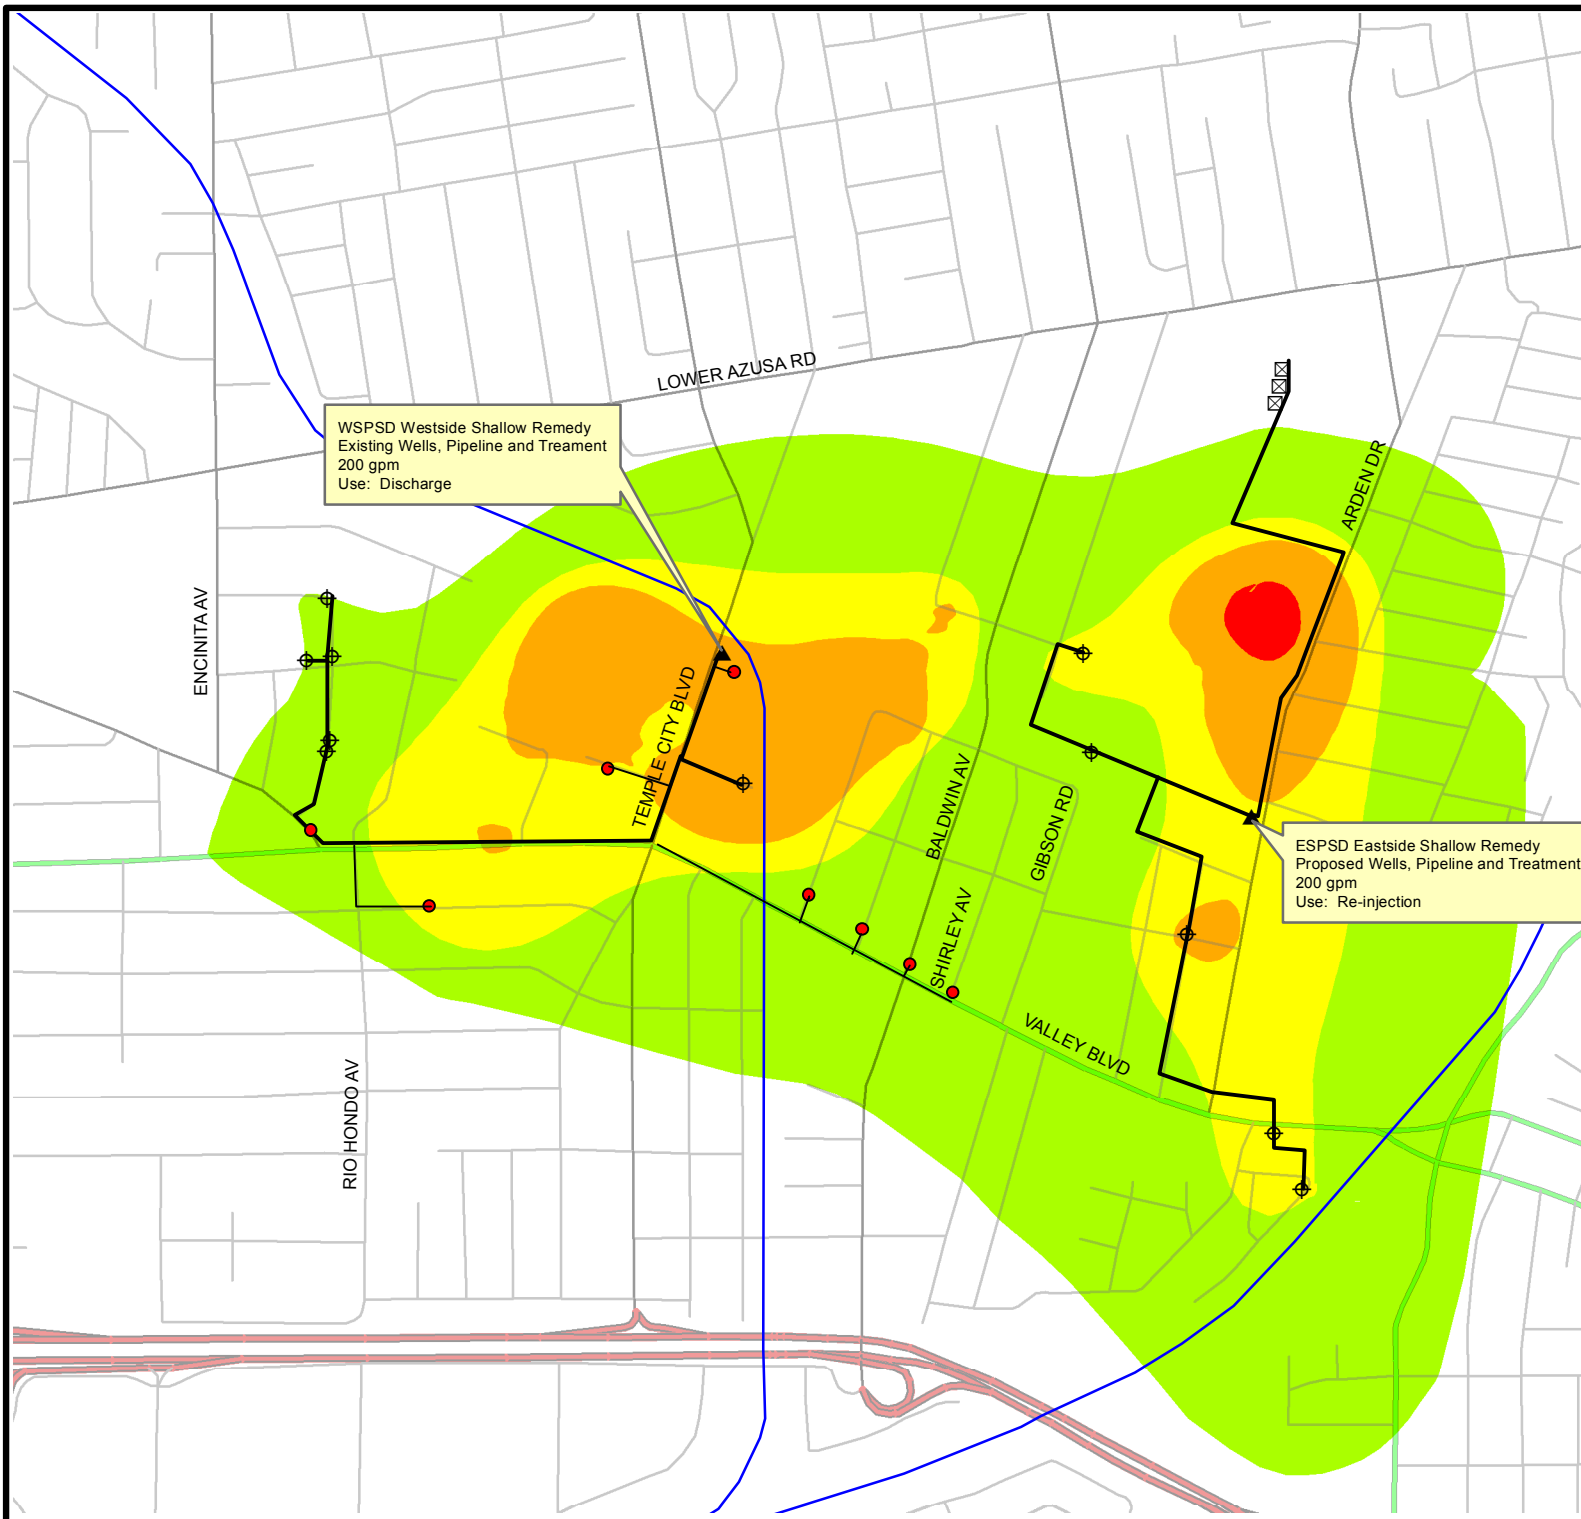 LOWER AZUSA RD
WSPSD Westside Shallow Remedy
Existing Wells, Pipeline and Treament
200 gpm
Use: Discharge
ARDEN DR
ENCINITA AV
TEMPLE CITY BLVD
BALDWIN AV
GIBSON RD
ESPSD Eastside Shallow Remedy
Proposed Wells, Pipeline and Treatment
200 gpm
Use: Re-injection
SHIRLEY AV
VALLEY BLVD
RIO HONDO AV